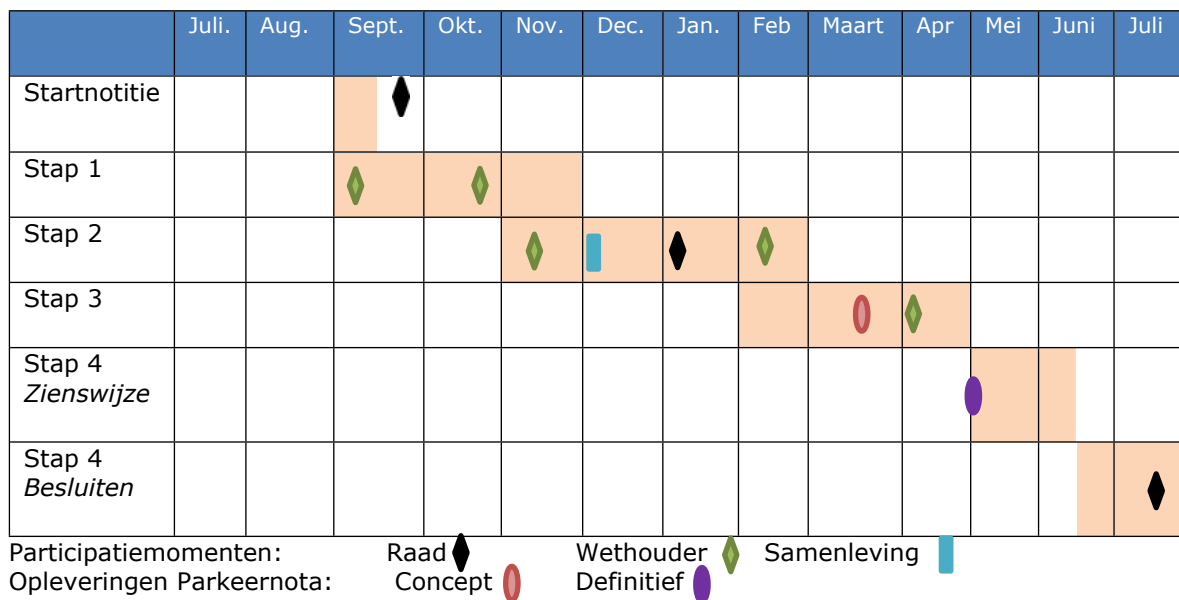 Juli. Aug. Sept. Okt. Nov. Dec. Jan. Feb Maart Apr Mei Juni Juli
Startnotitie
Stap 1
Stap 2
Stap 3
Stap 4
Zienswijze
Stap 4
Besluiten
Participatiemomenten: Raad Wethouder Samenleving
Opleveringen Parkeernota: Concept Definitief